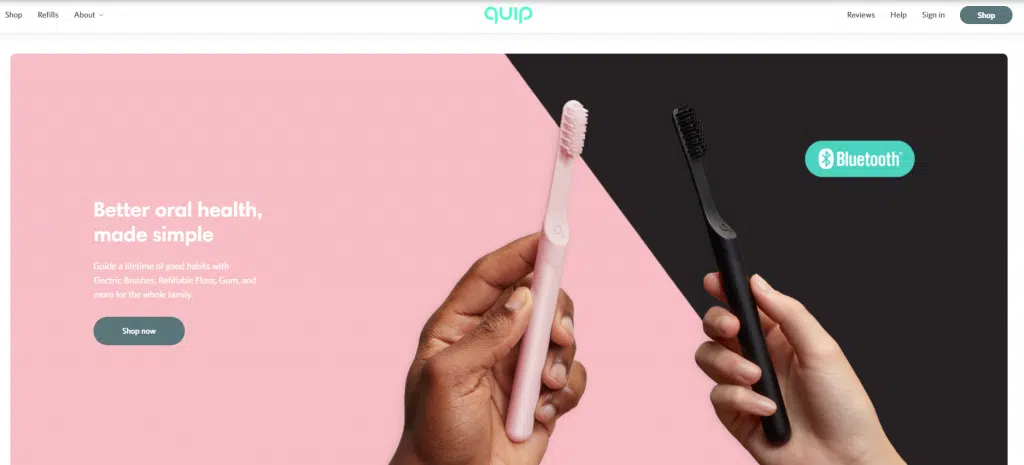 Shop
Refills
About
quip
Reviews
Help
Sign in
Shop
Bluetooth™
Better oral health,
made simple
Guide a lifetime of good habits with
Electric Brushes, Refillable Floss, Gum, and
more for the whole family.
Shop now